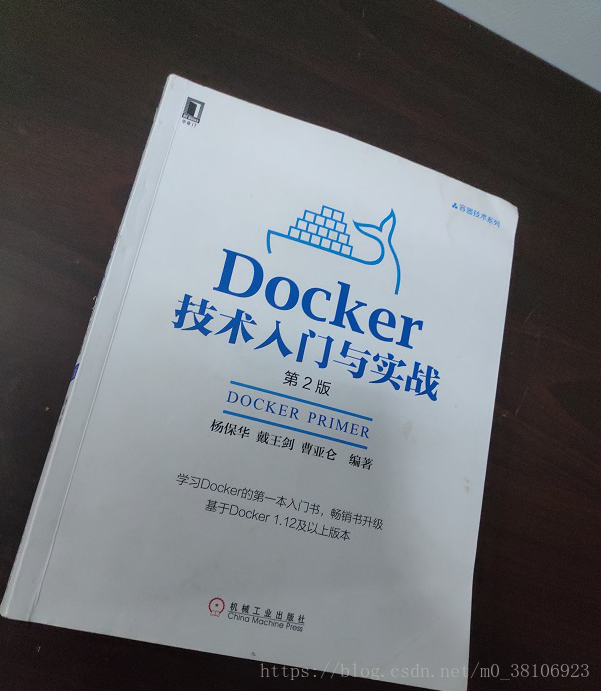 华章IT
容器技术系列
Docker
技术入门与实战
第2版
DOCKER PRIMER
杨保华 戴王剑 曹亚仑 编著
学习Docker的第一本入门书，畅销书升级
基于Docker 1.12及以上版本
机械工业出版社
China Machine Press
https://blog.csdn.net/m0_38106923